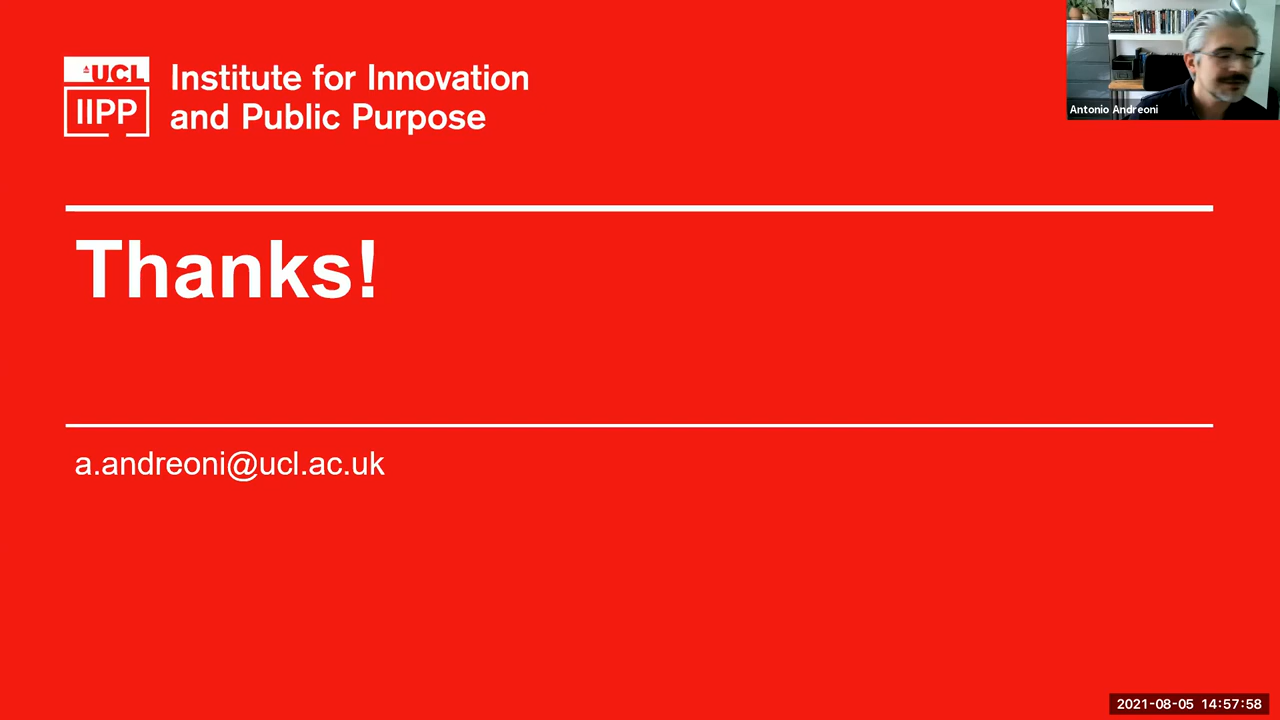 UCL
IIPP
Institute for Innovation
and Public Purpose
Antonio Andreoni
Thanks!
a.andreoni@ucl.ac.uk
2021-08-05 14:57:58